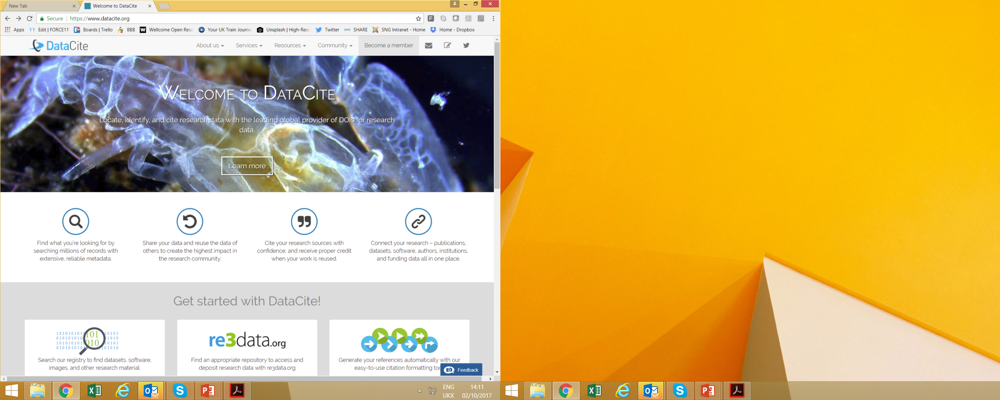 New Tab
Welcome to DataCite
Secure https://www.datacite.org
Apps
Edit | FORCE11
Boards | Trello
BBB
Wellcome Open Rese
Your UK Train Journe
Unsplash | High-Reso
Twitter
SHARE
SNG Intranet - Home
Home - Dropbox
DataCite
About us
Services
Resources
Community
Become a member
WELCOME TO DATACITE
Locate, identify, and cite research data with the leading global provider of DOIs for research
data.
Learn more
Find what you're looking for by
searching millions of records with
extensive, reliable metadata.
Share your data and reuse the data of
others to create the highest impact in
the research community.
Cite your research sources with
confidence, and receive proper credit
when your work is reused.
Connect your research – publications,
datasets, software, authors, institutions,
and funding data all in one place.
Get started with DataCite!
Search our registry to find datasets, software,
images, and other research material.
re3data.org
Find an appropriate repository to access and
deposit research data with re3data.org
Generate your references automatically with our
easy-to-use citation formatting
Feedback
ENG
UKX
14:11
02/10/2017